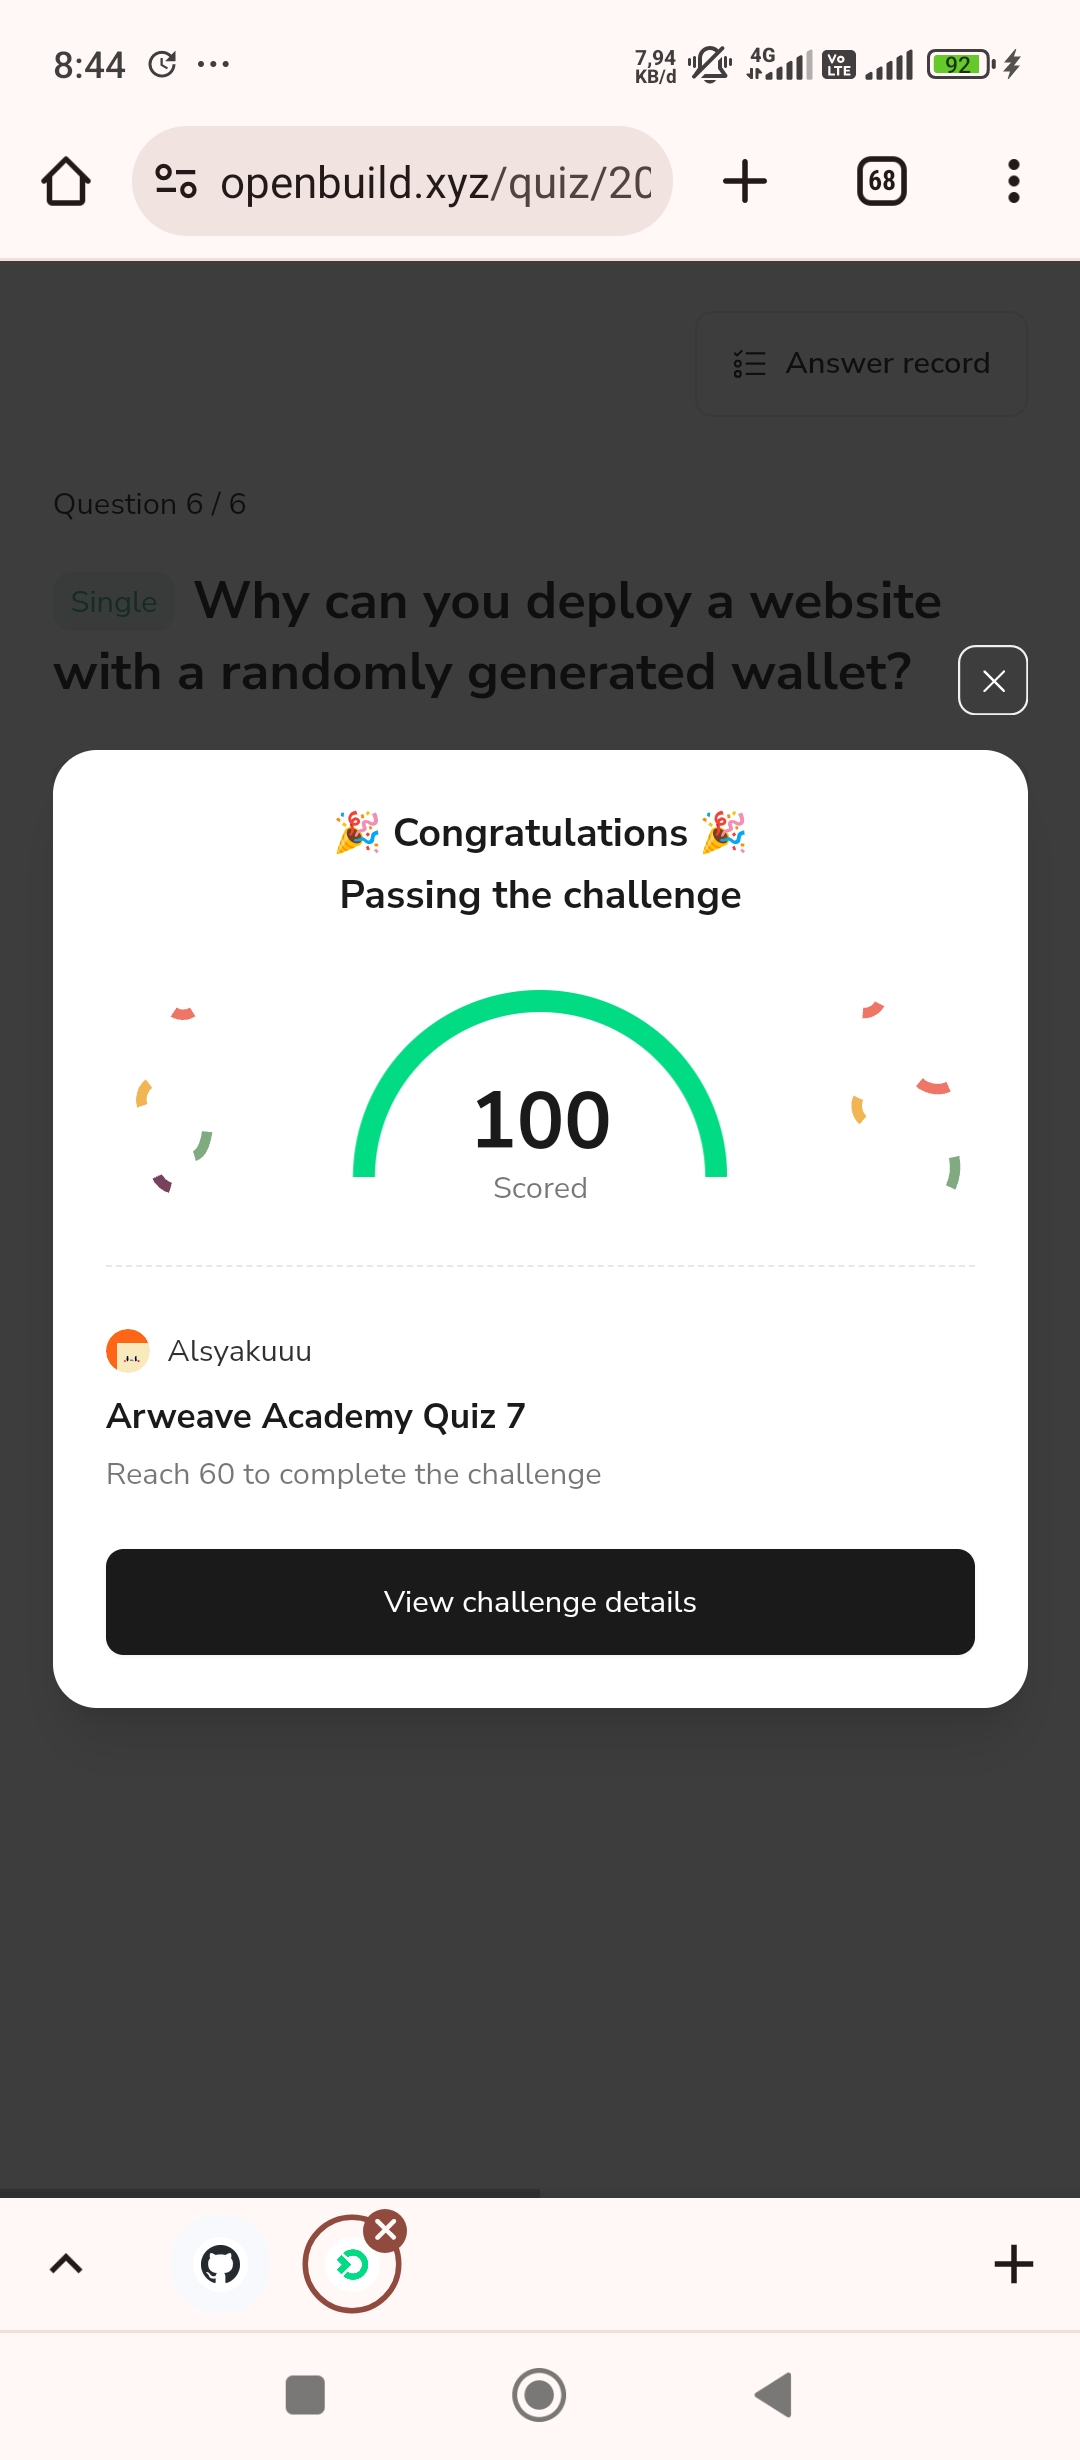 8:44
7,94
KB/d
4G
Vo
LTE
92
openbuild.xyz/quiz/20
68
Answer record
Question 6 / 6
Single Why can you deploy a website
with a randomly generated wallet?
🎉 Congratulations 🎉
Passing the challenge
100
Scored
Alsyakuuu
Arweave Academy Quiz 7
Reach 60 to complete the challenge
View challenge details